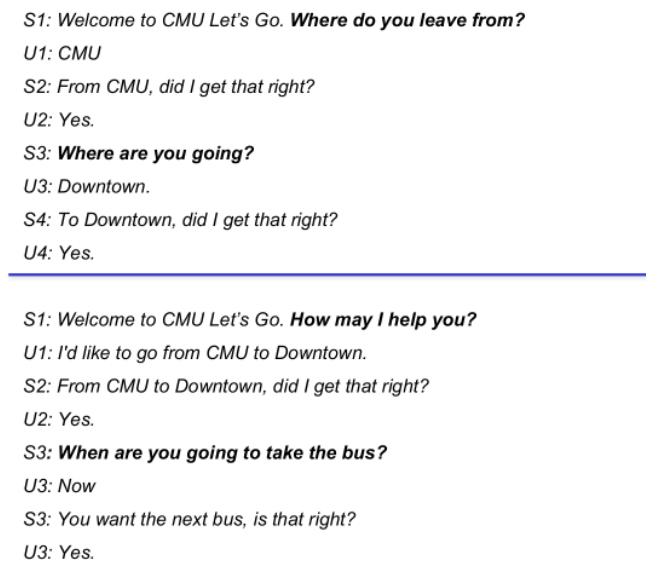 S1: Welcome to CMU Let's Go. Where do you leave from?
U1: CMU
S2: From CMU, did I get that right?
U2: Yes.
S3: Where are you going?
U3: Downtown.
S4: To Downtown, did I get that right?
U4: Yes.
S1: Welcome to CMU Let's Go. How may I help you?
U1: I'd like to go from CMU to Downtown.
S2: From CMU to Downtown, did I get that right?
U2: Yes.
S3: When are you going to take the bus?
U3: Now
S3: You want the next bus, is that right?
U3: Yes.